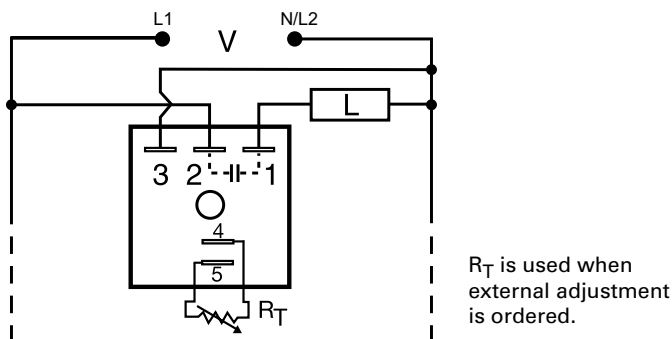 L1
V
N/L2
L
3 2 1
4
5
RT
RT is used when
external adjustment
is ordered.